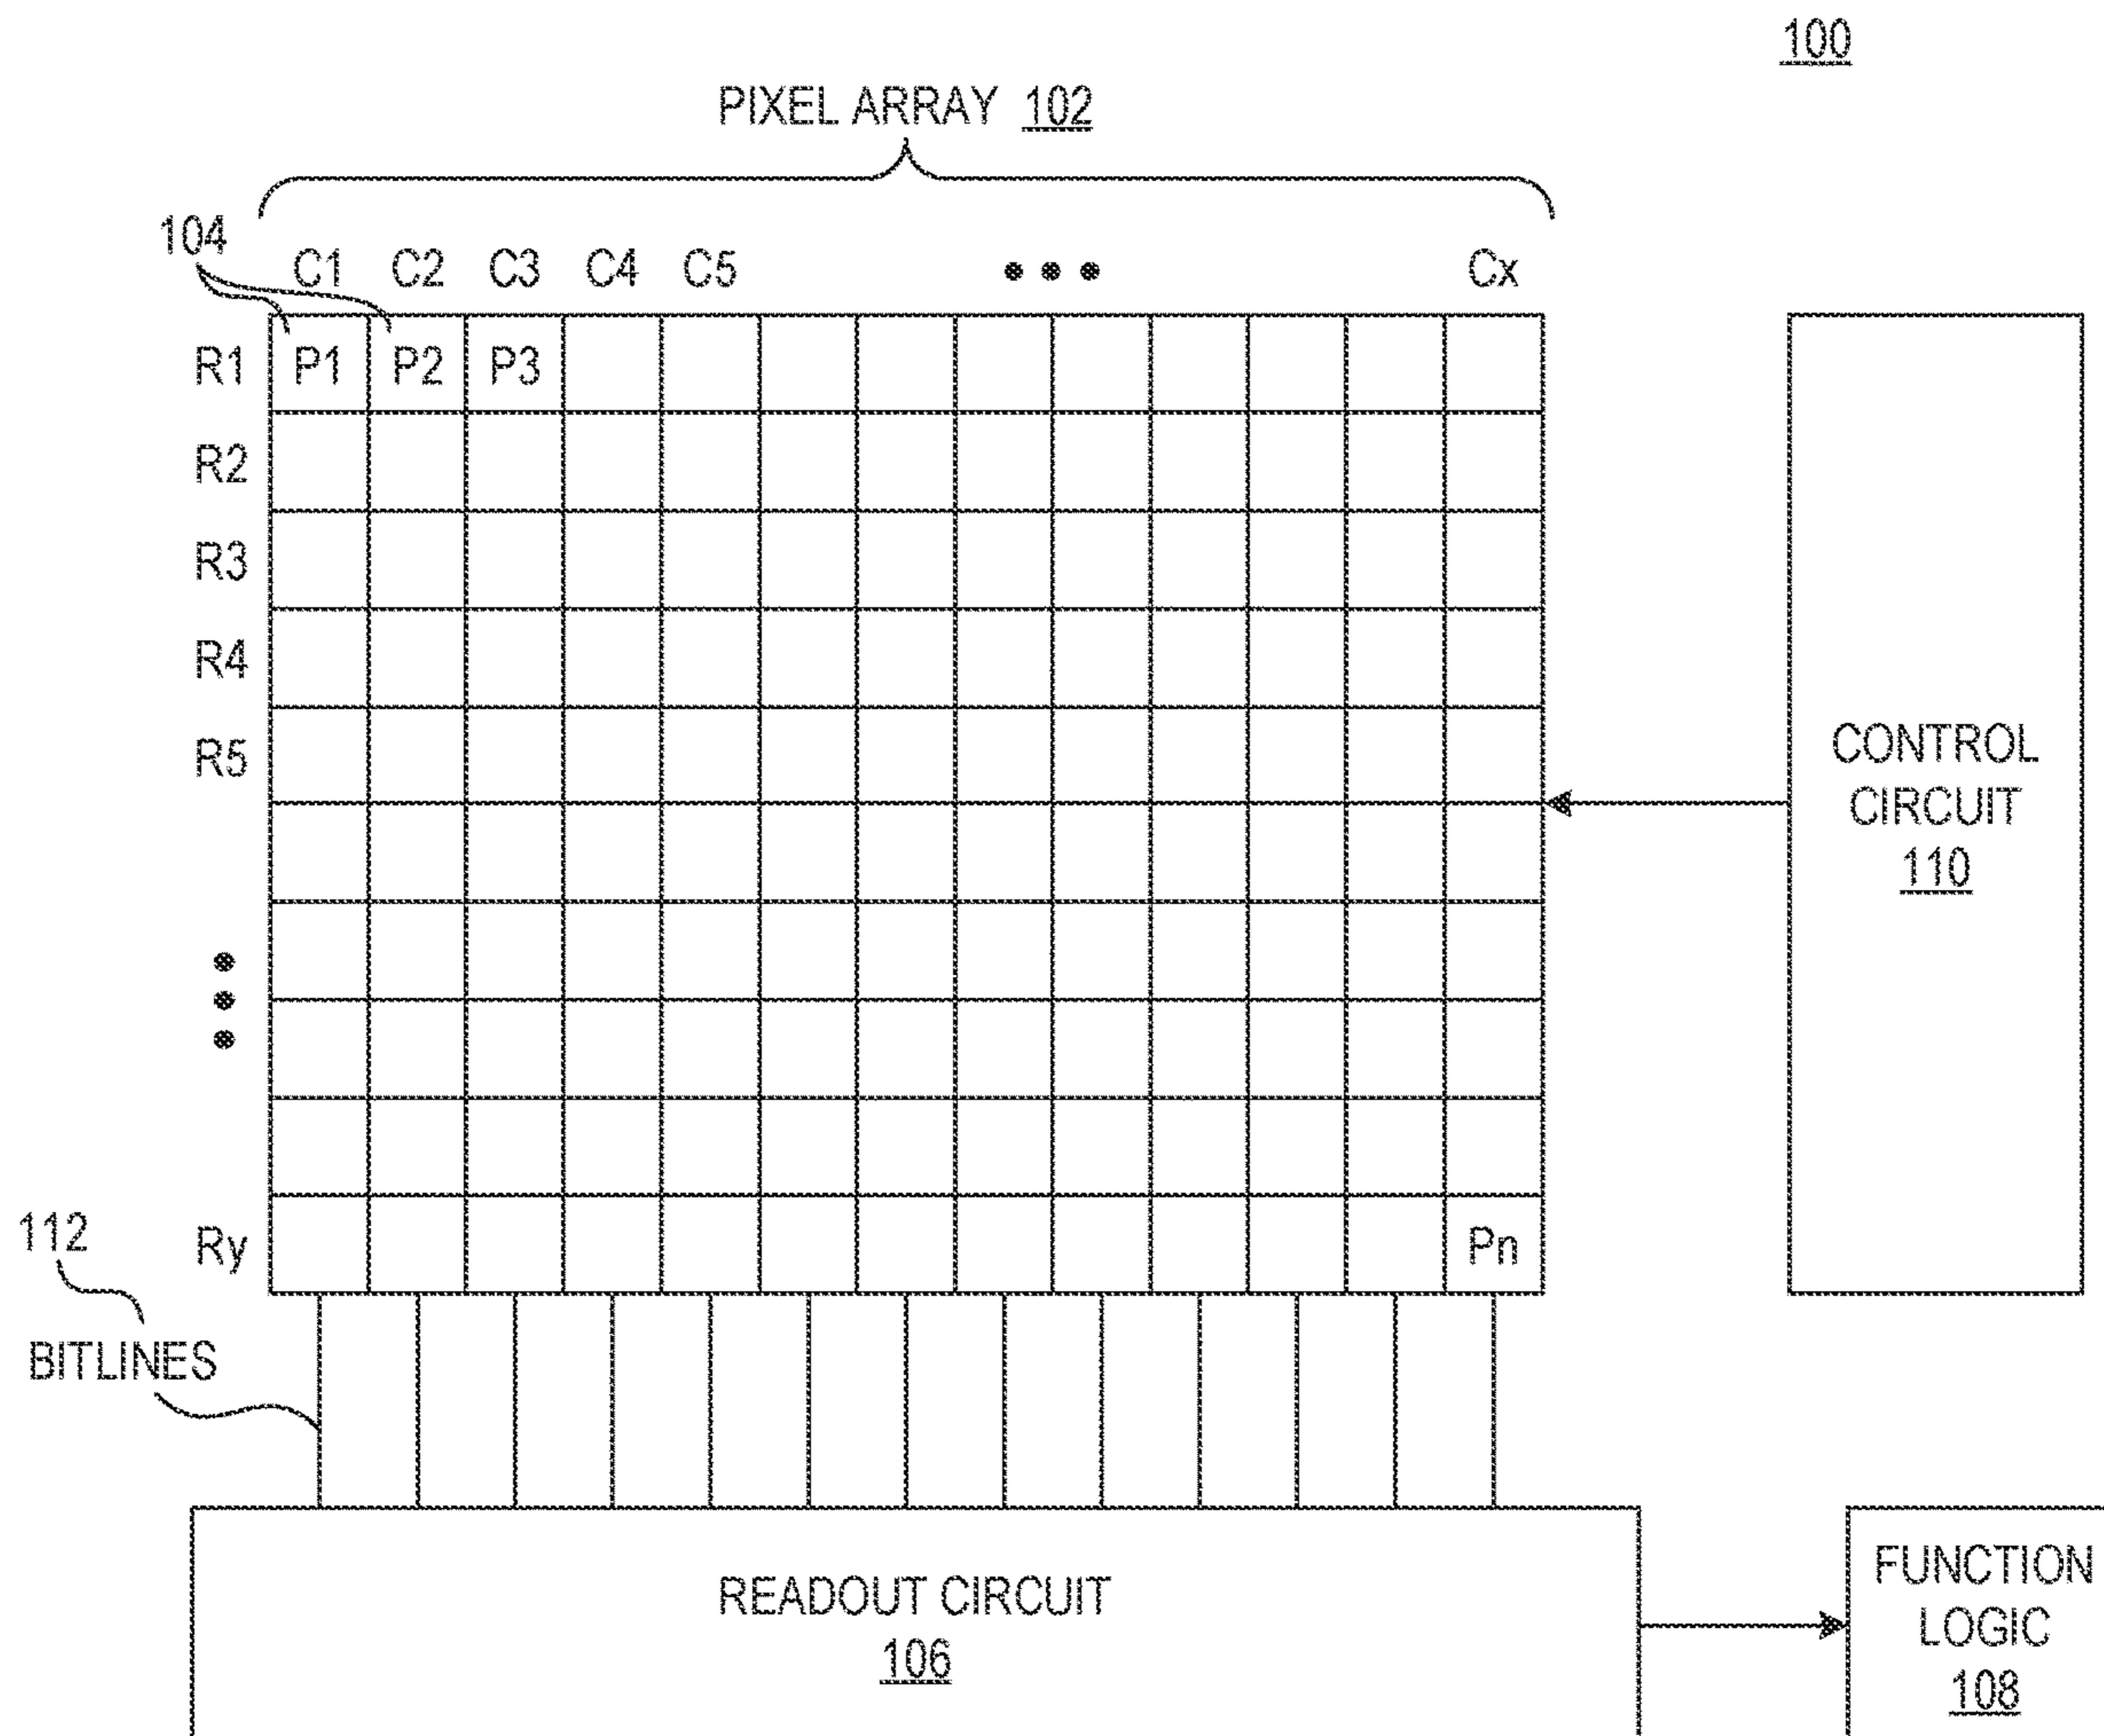 100
PIXEL ARRAY 102
104
C1 C2 C3 C4 C5 ••• Cx
R1 P1 P2 P3
R2
R3
R4
R5
CONTROL
CIRCUIT
110
•••
Ry Pn
112
BITLINES
READOUT CIRCUIT
106
FUNCTION
LOGIC
108